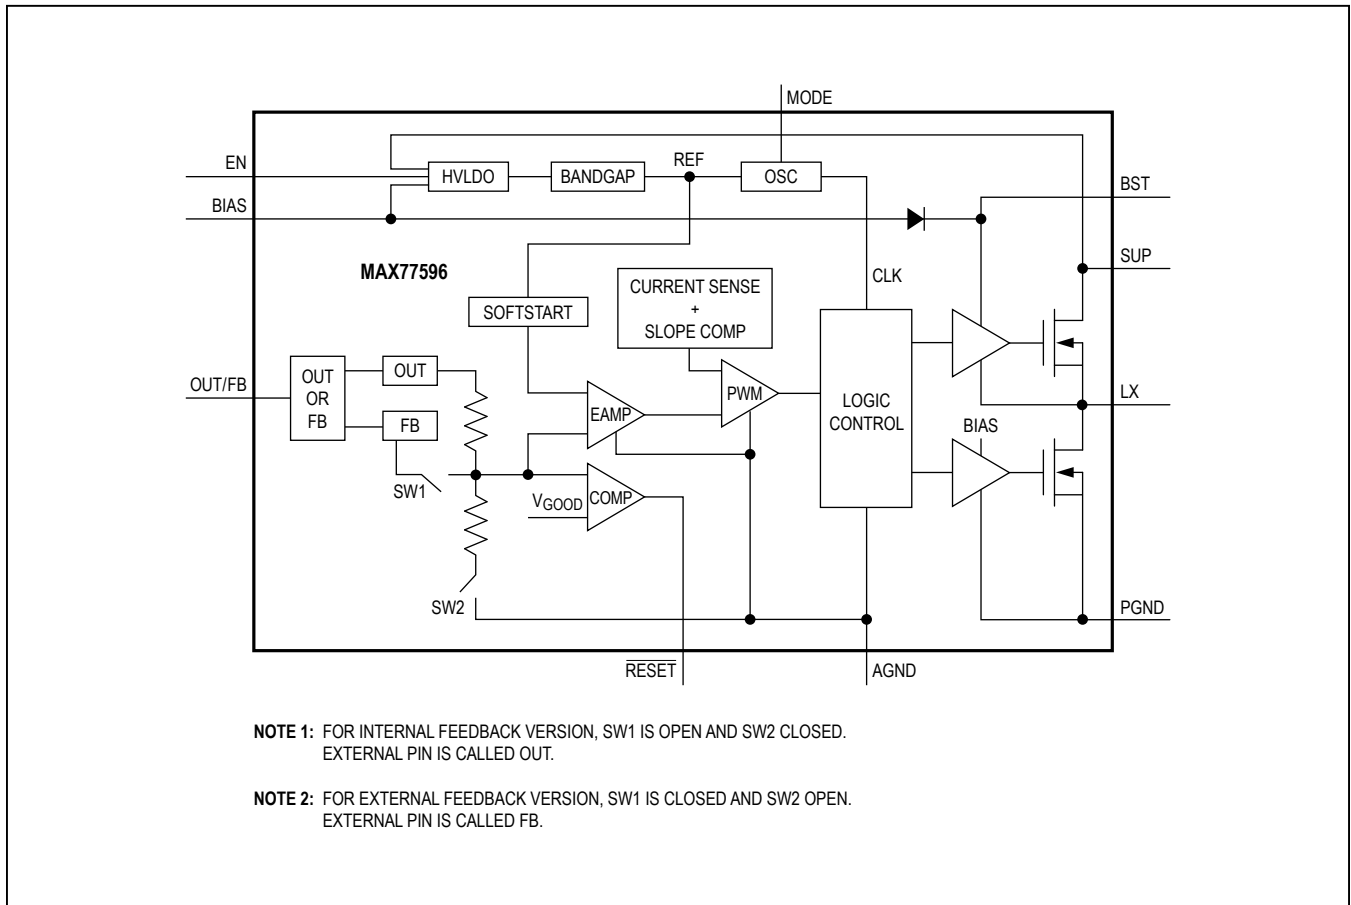 MODE
EN
HVLDO
BANDGAP
REF
OSC
BST
BIAS
SUP
MAX77596
CURRENT SENSE
+
SLOPE COMP
CLK
SOFTSTART
OUT/FB
OUT
OR
FB
OUT
FB
EAMP
PWM
LOGIC
CONTROL
LX
BIAS
SW1
VGOOD
COMP
SW2
PGND
RESET
AGND
NOTE 1: FOR INTERNAL FEEDBACK VERSION, SW1 IS OPEN AND SW2 CLOSED.
EXTERNAL PIN IS CALLED OUT.
NOTE 2: FOR EXTERNAL FEEDBACK VERSION, SW1 IS CLOSED AND SW2 OPEN.
EXTERNAL PIN IS CALLED FB.